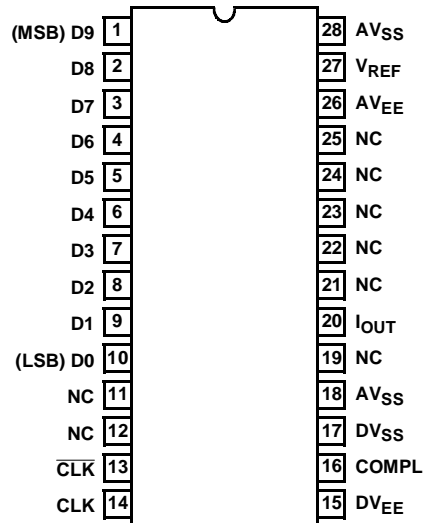 (MSB) D9 1 28 AVSS
D8 2 27 VREF
D7 3 26 AVEE
D6 4 25 NC
D5 5 24 NC
D4 6 23 NC
D3 7 22 NC
D2 8 21 NC
D1 9 20 IOUT
(LSB) D0 10 19 NC
NC 11 18 AVSS
NC 12 17 DVSS
CLK 13 16 COMPL
CLK 14 15 DVEE